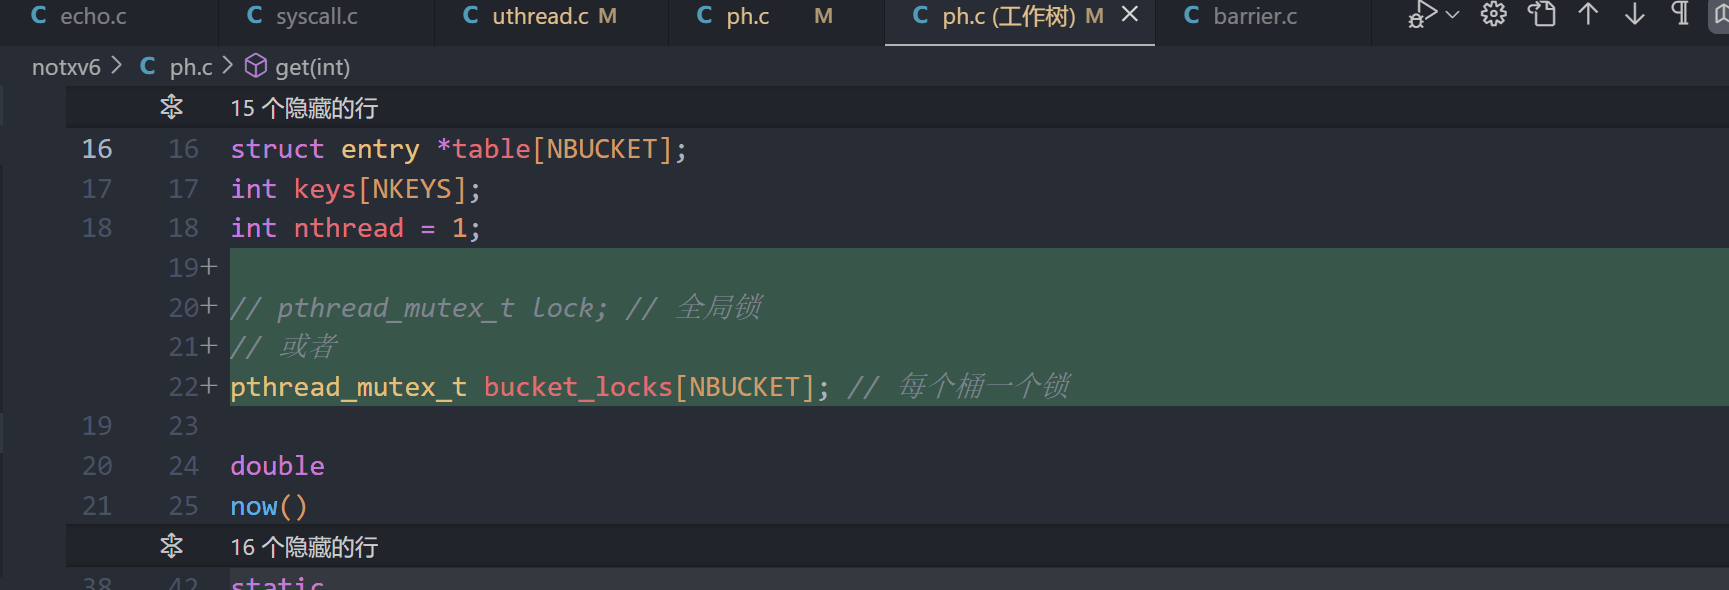 C echo.c C syscall.c C uthread.c M C ph.c M C ph.c (工作树) M C barrier.c
notxv6 > C ph.c > get(int)
15 个隐藏的行
16 16 struct entry *table[NBUCKET];
17 17 int keys[NKEYS];
18 18 int nthread = 1;
19+
20+ // pthread_mutex_t lock; // 全局锁
21+ // 或者
22+ pthread_mutex_t bucket_locks[NBUCKET]; // 每个桶一个锁
19 23
20 24 double
21 25 now()
16 个隐藏的行
38 42 static